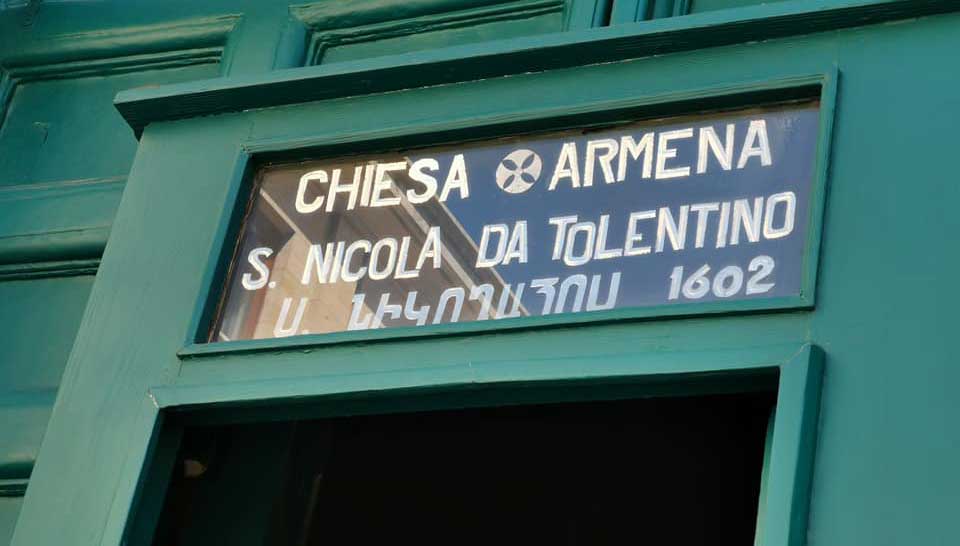 CHIESA ARMENA
S. NICOLA DA TOLENTINO
Ս. ՆԻԿՈՂԱՅՈՍ 1602